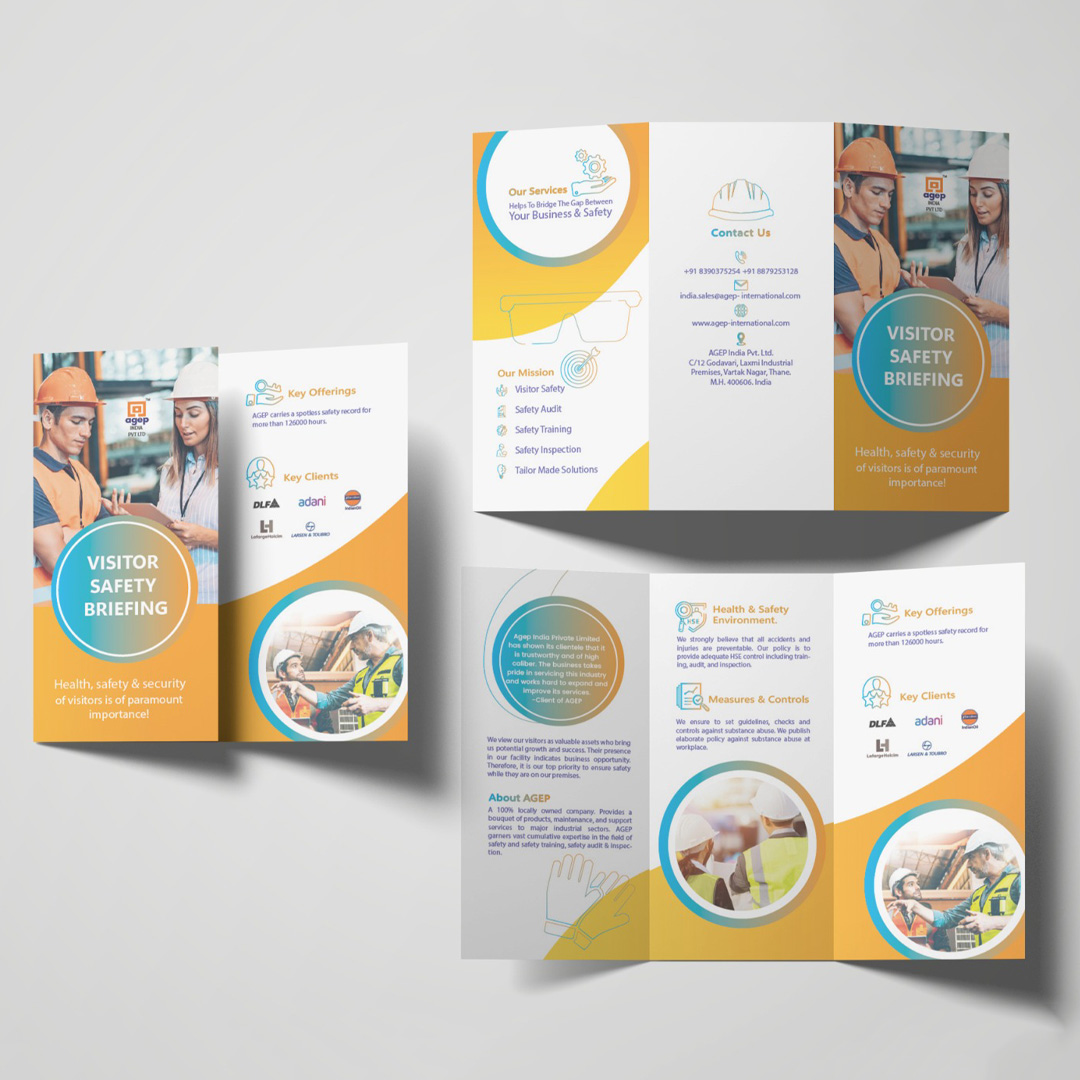 VISITOR
SAFETY
BRIEFING
Health, safety & security
of visitors is of paramount
importance!
agep
INDIA
PVT LTD
Key Offerings
AGEP carries a spotless safety record for
more than 126000 hours.
Key Clients
DLF
adani
IndianOil
LafargeHolcim
LARSEN & TOUBRO
Our Services
Helps To Bridge The Gap Between
Your Business & Safety
Our Mission
Visitor Safety
Safety Audit
Safety Training
Safety Inspection
Tailor Made Solutions
Contact Us
+91 8390375254 +91 8879253128
india.sales@agep- international.com
www.agep-international.com
AGEP India Pvt. Ltd.
C/12 Godavari, Laxmi Industrial
Premises, Vartak Nagar, Thane.
M.H. 400606. India
agep
INDIA
PVT LTD
VISITOR
SAFETY
BRIEFING
Health, safety & security
of visitors is of paramount
importance!
Agep India Private Limited
has shown its clientele that it
is trustworthy and of high
caliber. The business takes
pride in servicing this industry
and works hard to expand and
improve its services.
-Client of AGEP
We view our visitors as valuable assets who bring
us potential growth and success. Their presence
in our facility indicates business opportunity.
Therefore, it is our top priority to ensure safety
while they are on our premises.
About AGEP
A 100% locally owned company. Provides a
bouquet of products, maintenance, and support
services to major industrial sectors. AGEP
garners vast cumulative expertise in the field of
safety and safety training, safety audit & inspec-
tion.
HSE
Health & Safety
Environment.
We strongly believe that all accidents and
injuries are preventable. Our policy is to
provide adequate HSE control including train-
ing, audit, and inspection.
Measures & Controls
We ensure to set guidelines, checks and
controls against substance abuse. We publish
elaborate policy against substance abuse at
workplace.
Key Offerings
AGEP carries a spotless safety record for
more than 126000 hours.
Key Clients
DLF
adani
IndianOil
LafargeHolcim
LARSEN & TOUBRO